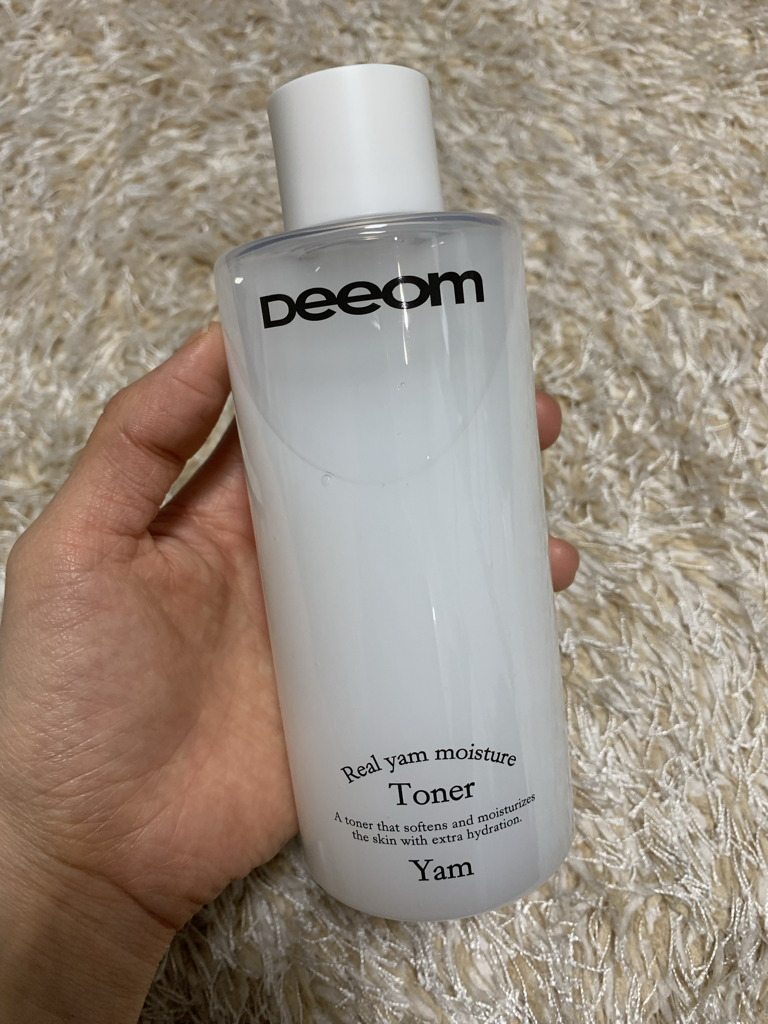 Deeom
Real yam moisture
Toner
A toner that softens and moisturizes
the skin with extra hydration.
Yam